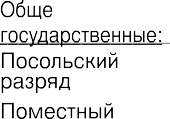 Обще
государственные:
Посольский
разряд
Поместный